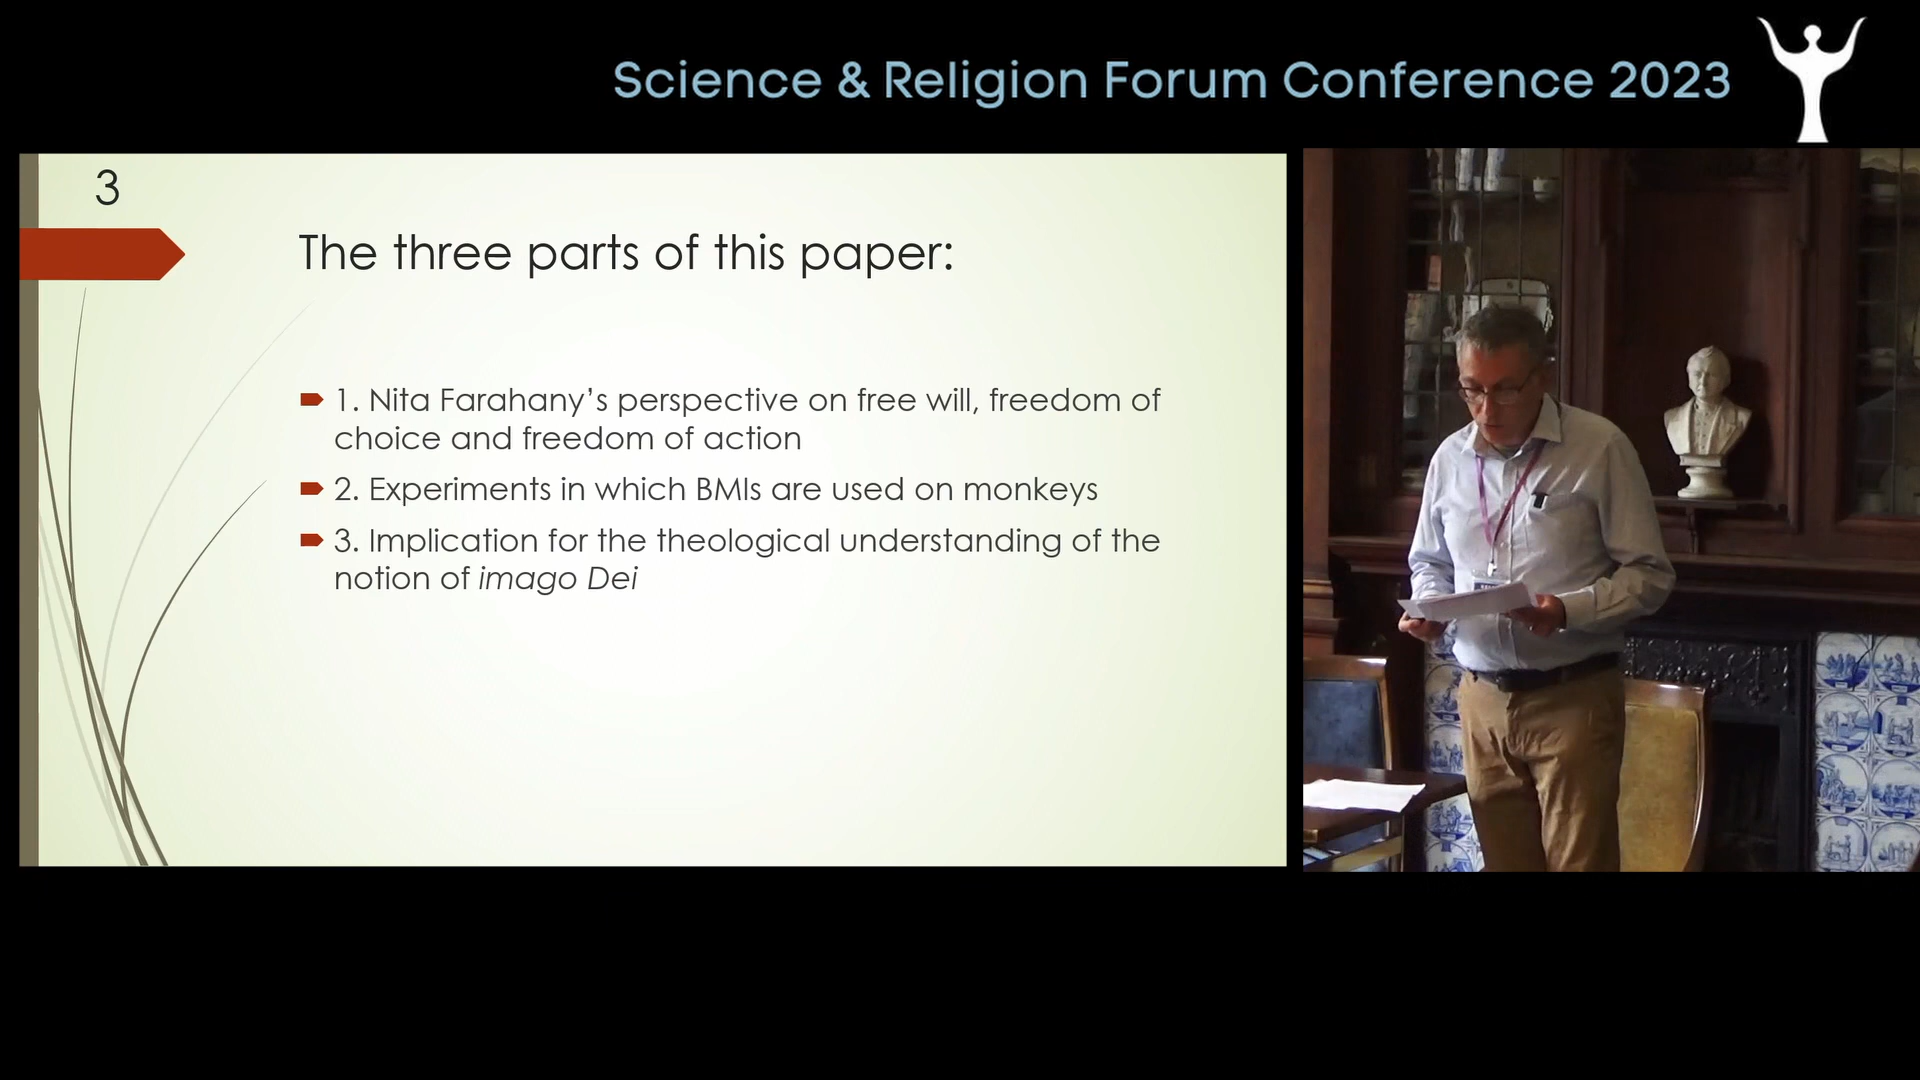 Science & Religion Forum Conference 2023
3
The three parts of this paper:
1. Nita Farahany’s perspective on free will, freedom of
choice and freedom of action
2. Experiments in which BMIs are used on monkeys
3. Implication for the theological understanding of the
notion of imago Dei